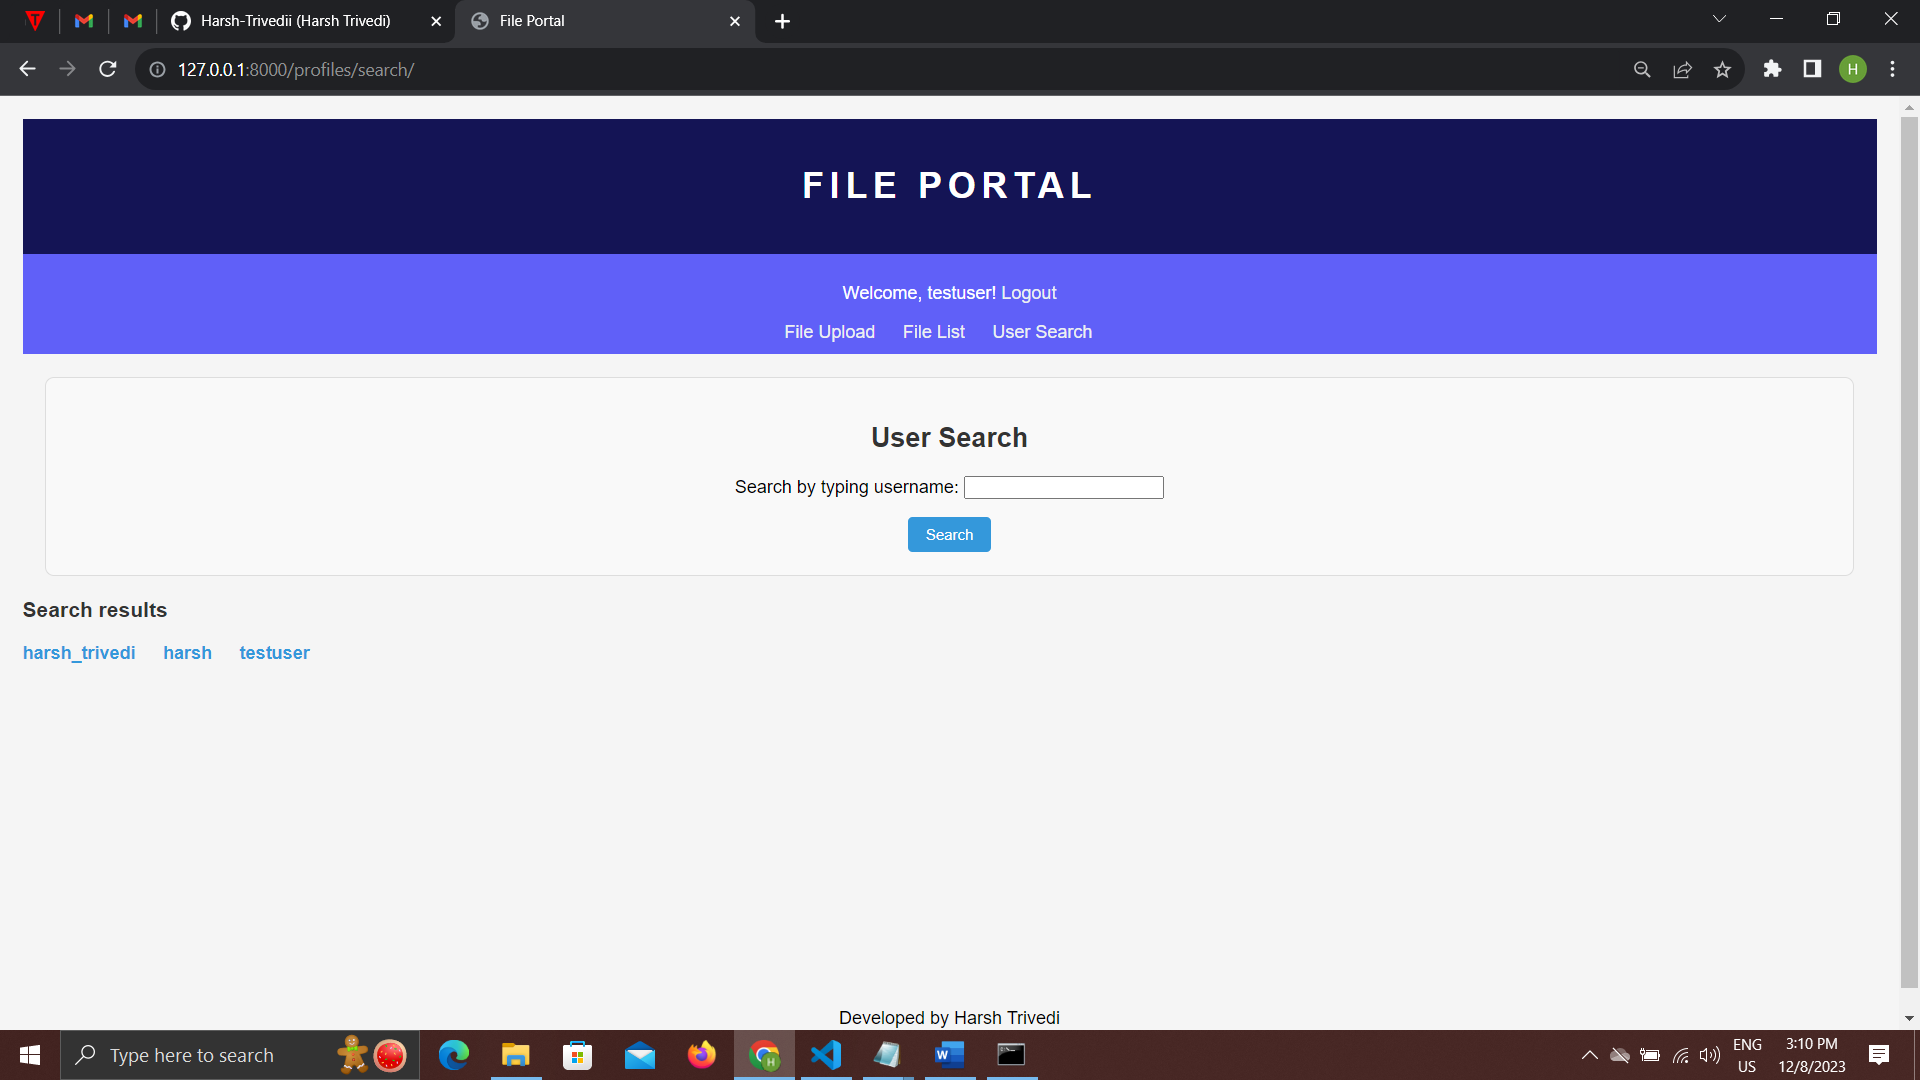 Harsh-Trivedii (Harsh Trivedi)
File Portal
127.0.0.1:8000/profiles/search/
H
FILE PORTAL
Welcome, testuser! Logout
File Upload File List User Search
User Search
Search by typing username:
Search
Search results
harsh_trivedi harsh testuser
Developed by Harsh Trivedi
Type here to search
ENG
US
3:10 PM
12/8/2023